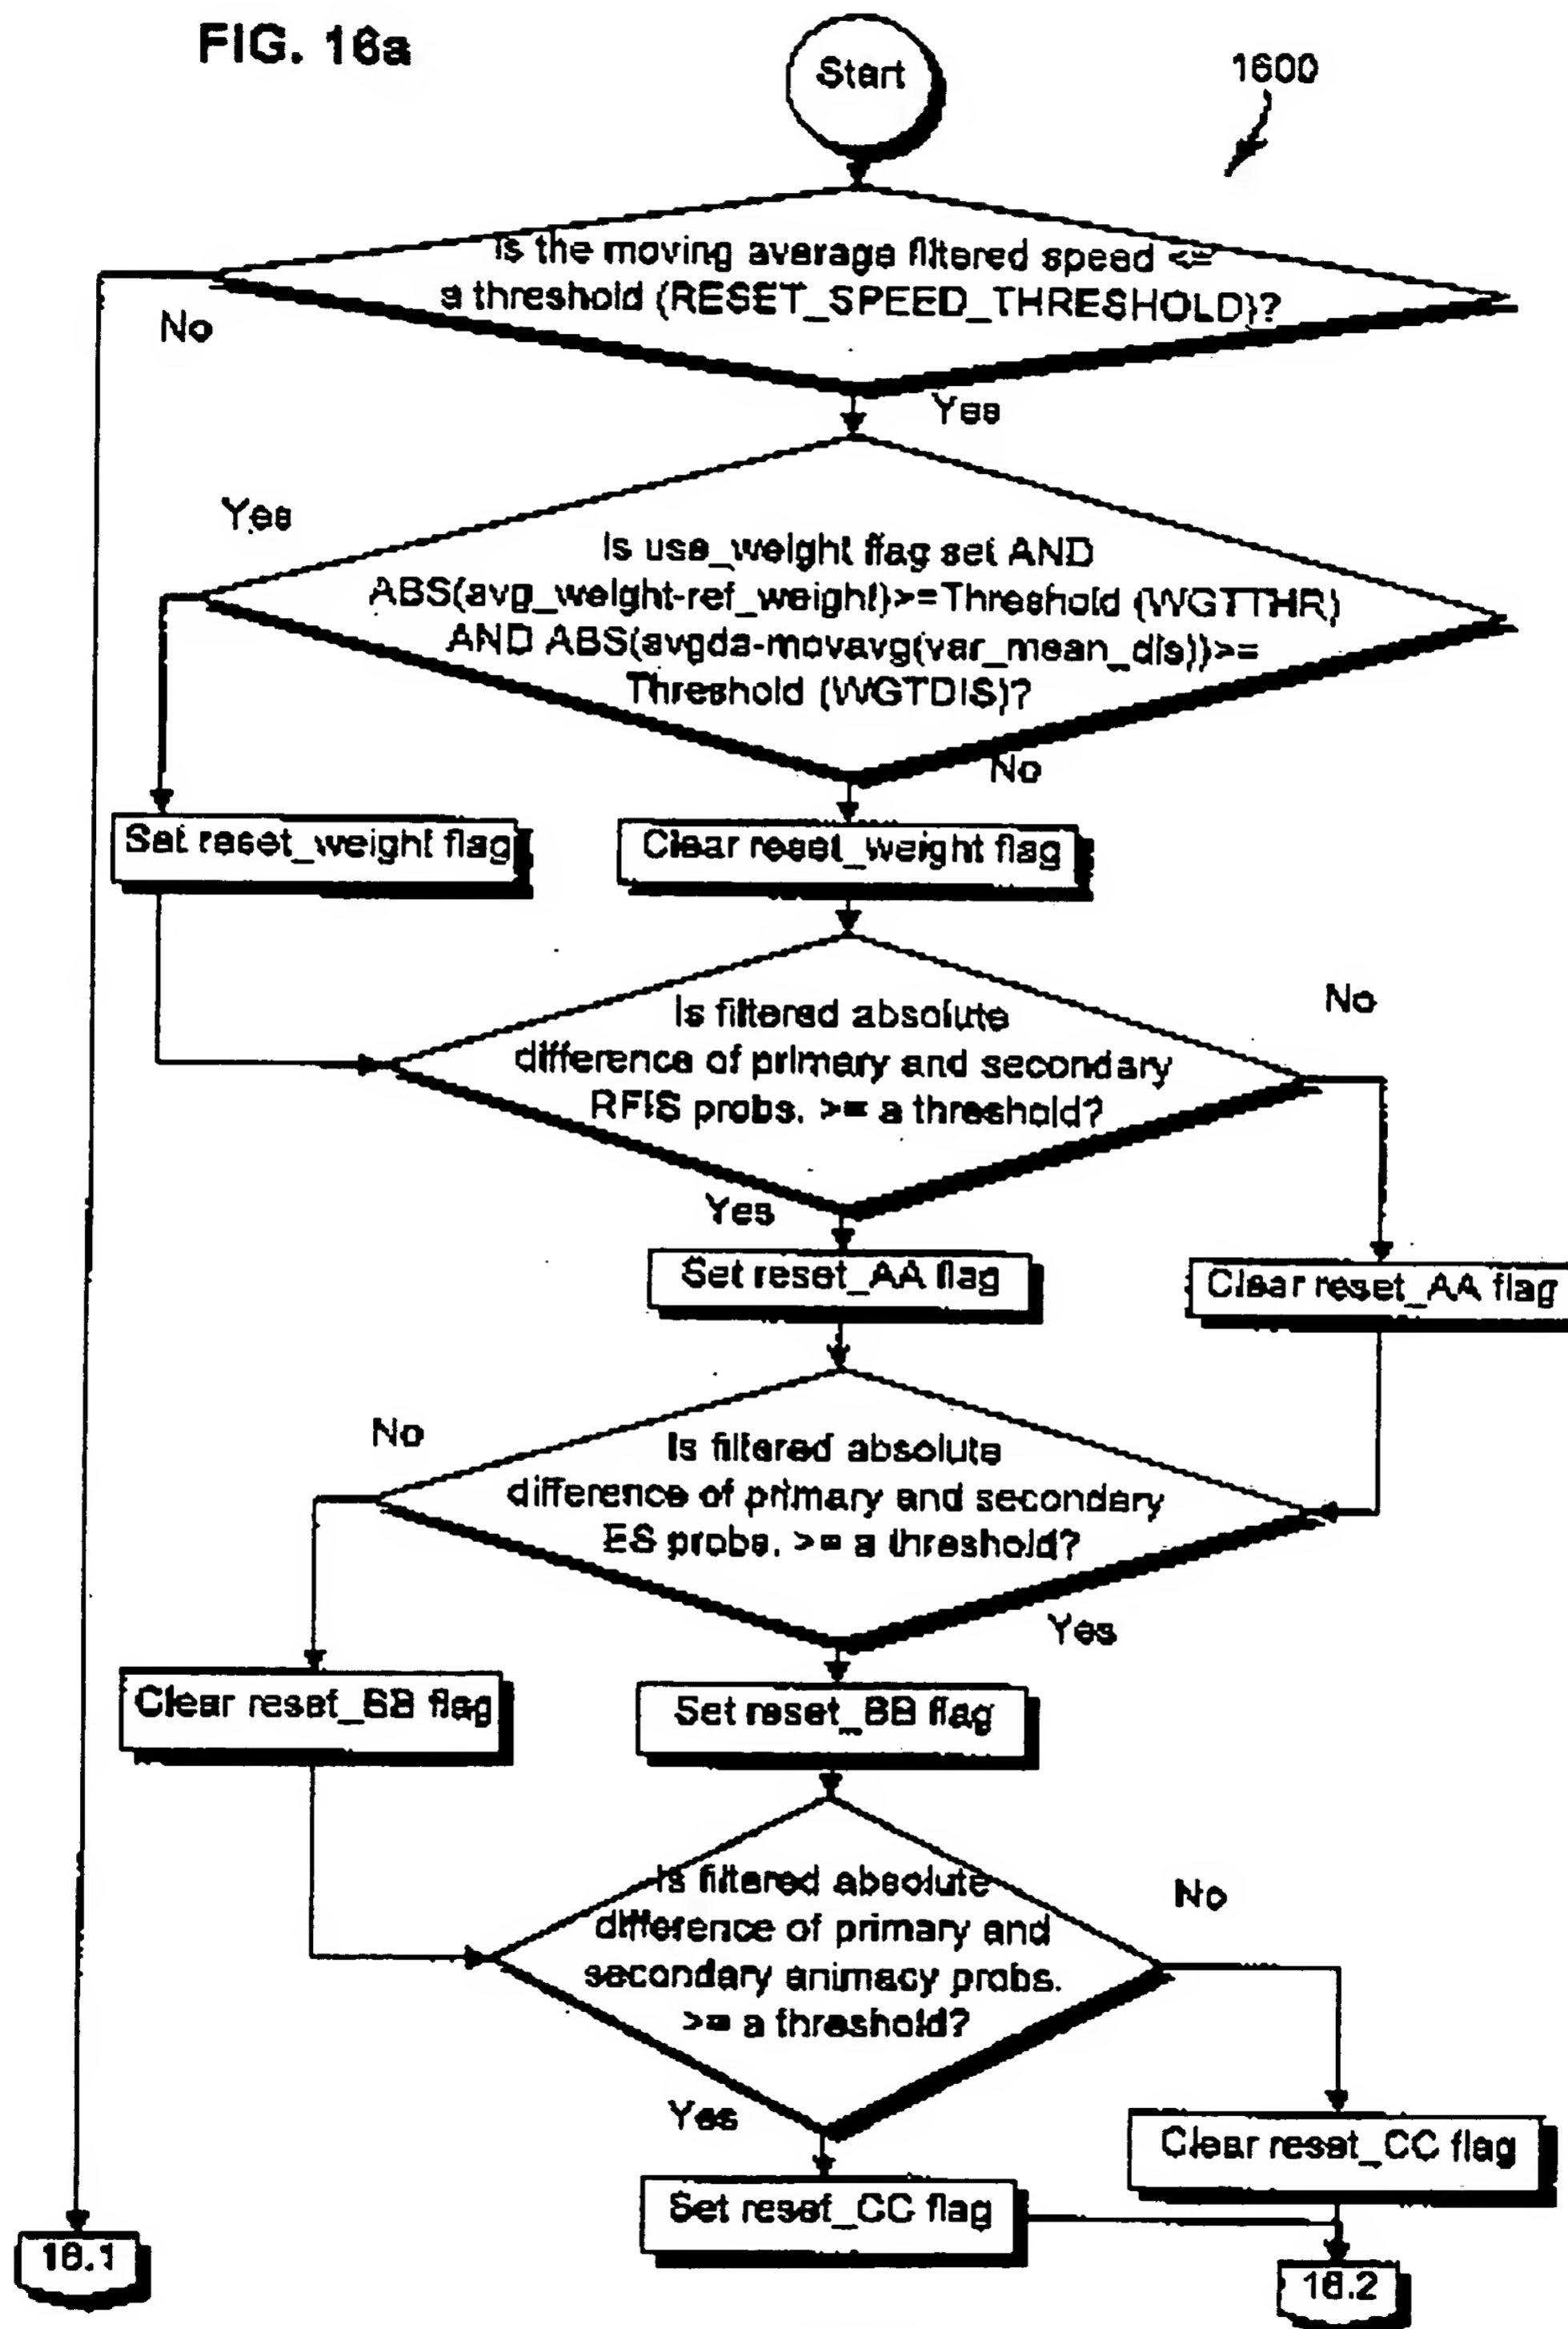 FIG. 16a
Start
1600
Is the moving average filtered speed <=
a threshold (RESET_SPEED_THRESHOLD)?
No
Yes
Yes
Is use_weight flag set AND
ABS(avg_weight-ref_weight)>=Threshold (WGTTHR)
AND ABS(avgda-movavg(var_mean_dis))>=
Threshold (WGTDIS)?
No
Set reset_weight flag
Clear reset_weight flag
Is filtered absolute
difference of primary and secondary
RFIS probs. >= a threshold?
No
Yes
Set reset_AA flag
Clear reset_AA flag
No
Is filtered absolute
difference of primary and secondary
ES probs. >= a threshold?
Yes
Clear reset_BB flag
Set reset_BB flag
Is filtered absolute
difference of primary and
secondary animacy probs.
>= a threshold?
No
Yes
Clear reset_CC flag
Set reset_CC flag
16.1
16.2